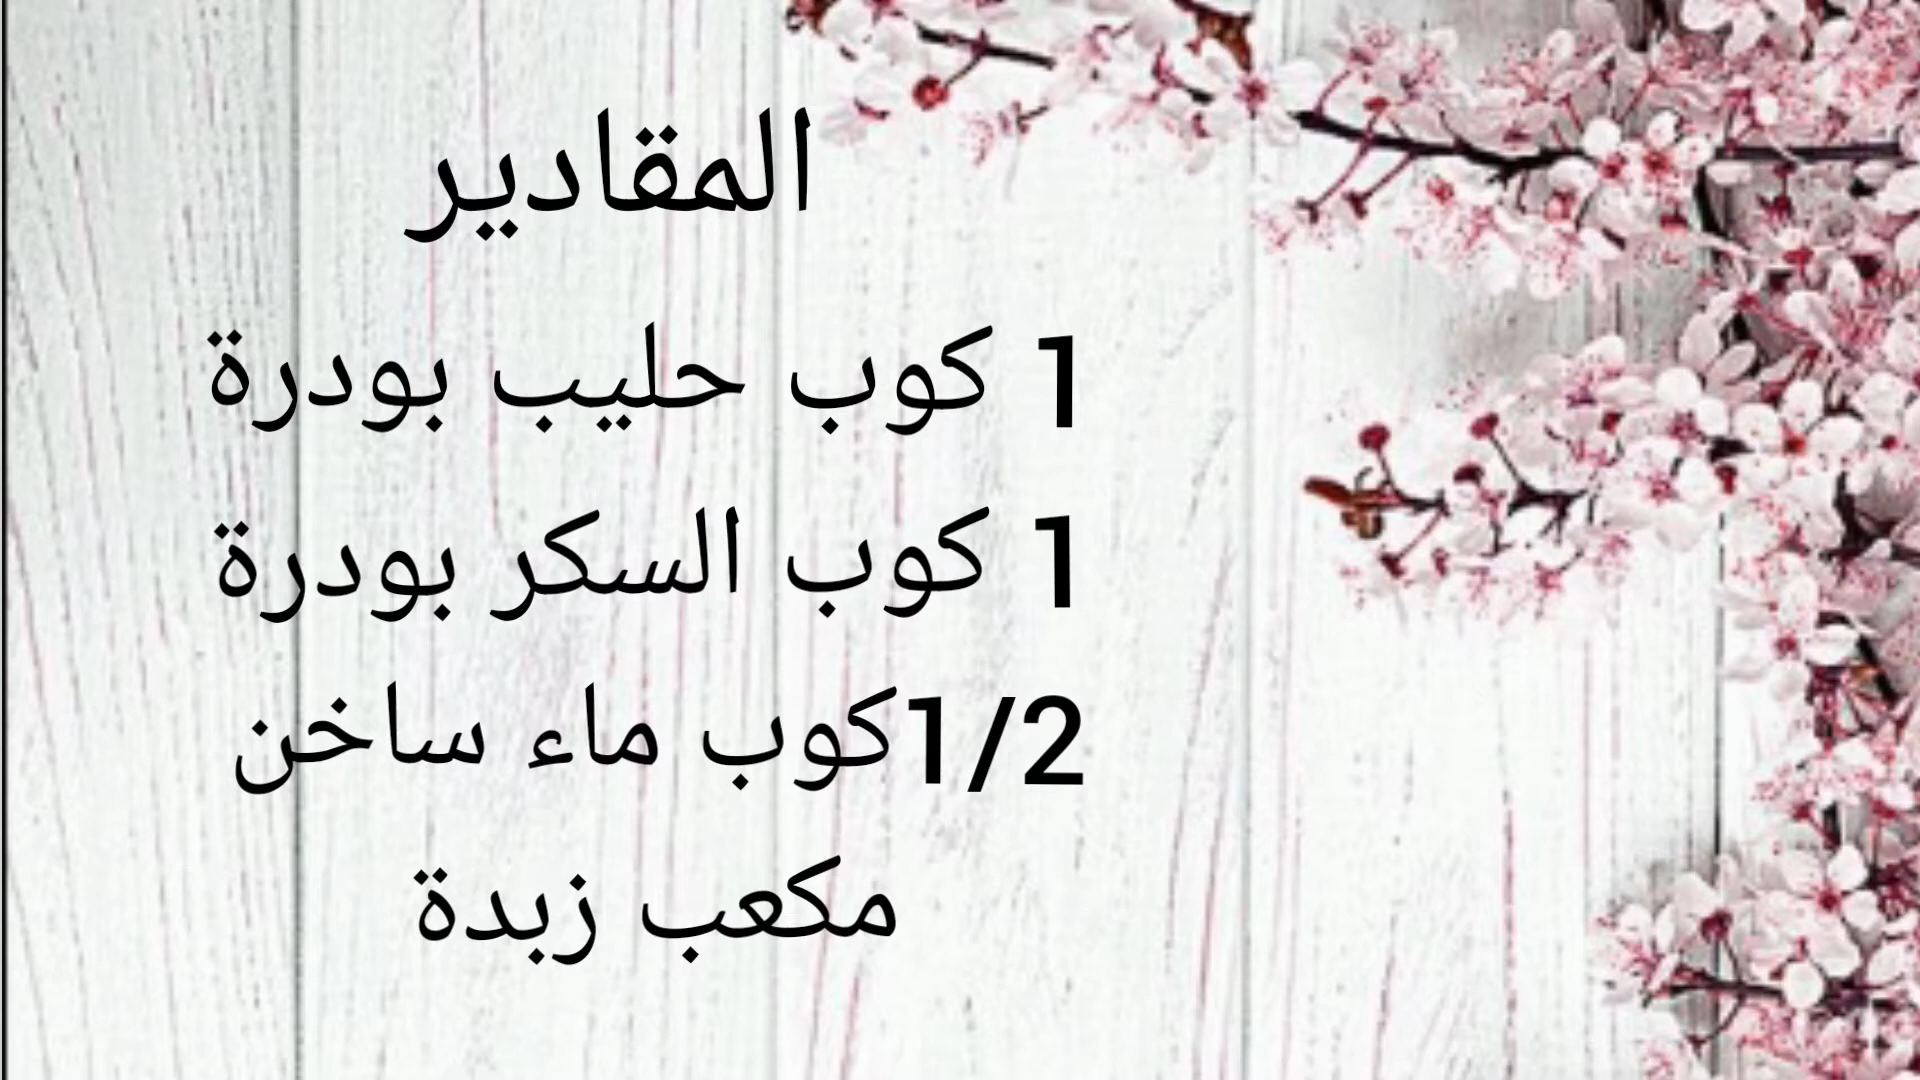 المقادير
1 كوب حليب بودرة
1 كوب السكر بودرة
1/2كوب ماء ساخن
مكعب زبدة